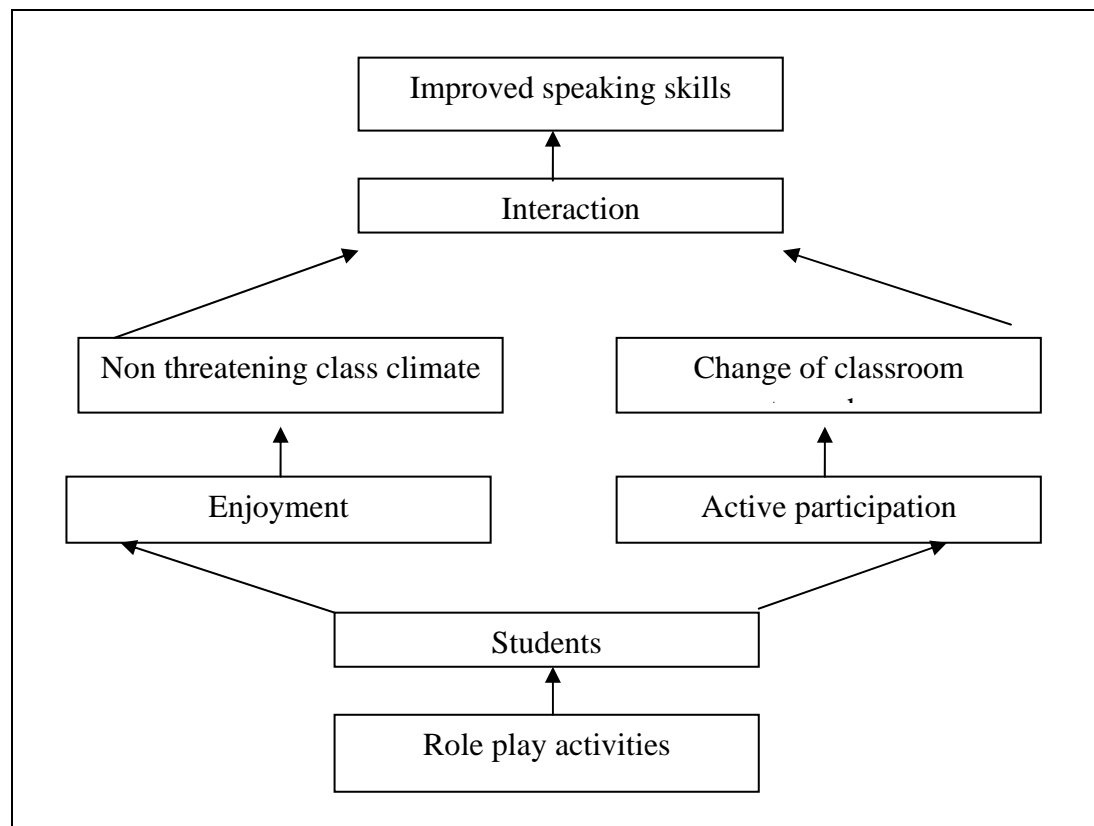 Improved speaking skills
Interaction
Non threatening class climate
Change of classroom
Enjoyment
Active participation
Students
Role play activities